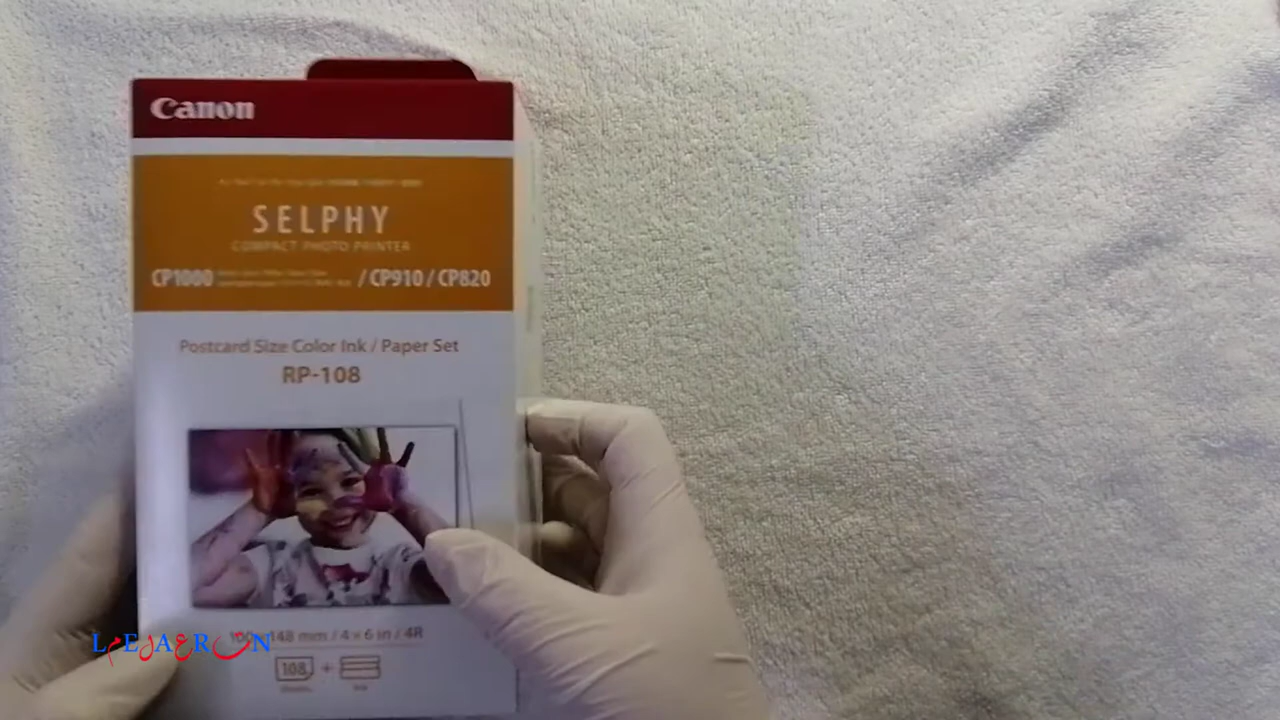 Canon
SELPHY
COMPACT PHOTO PRINTER
CP1000 / CP910 / CP820
Postcard Size Color Ink / Paper Set
RP-108
148 mm / 4 x 6 in / 4R
108 +